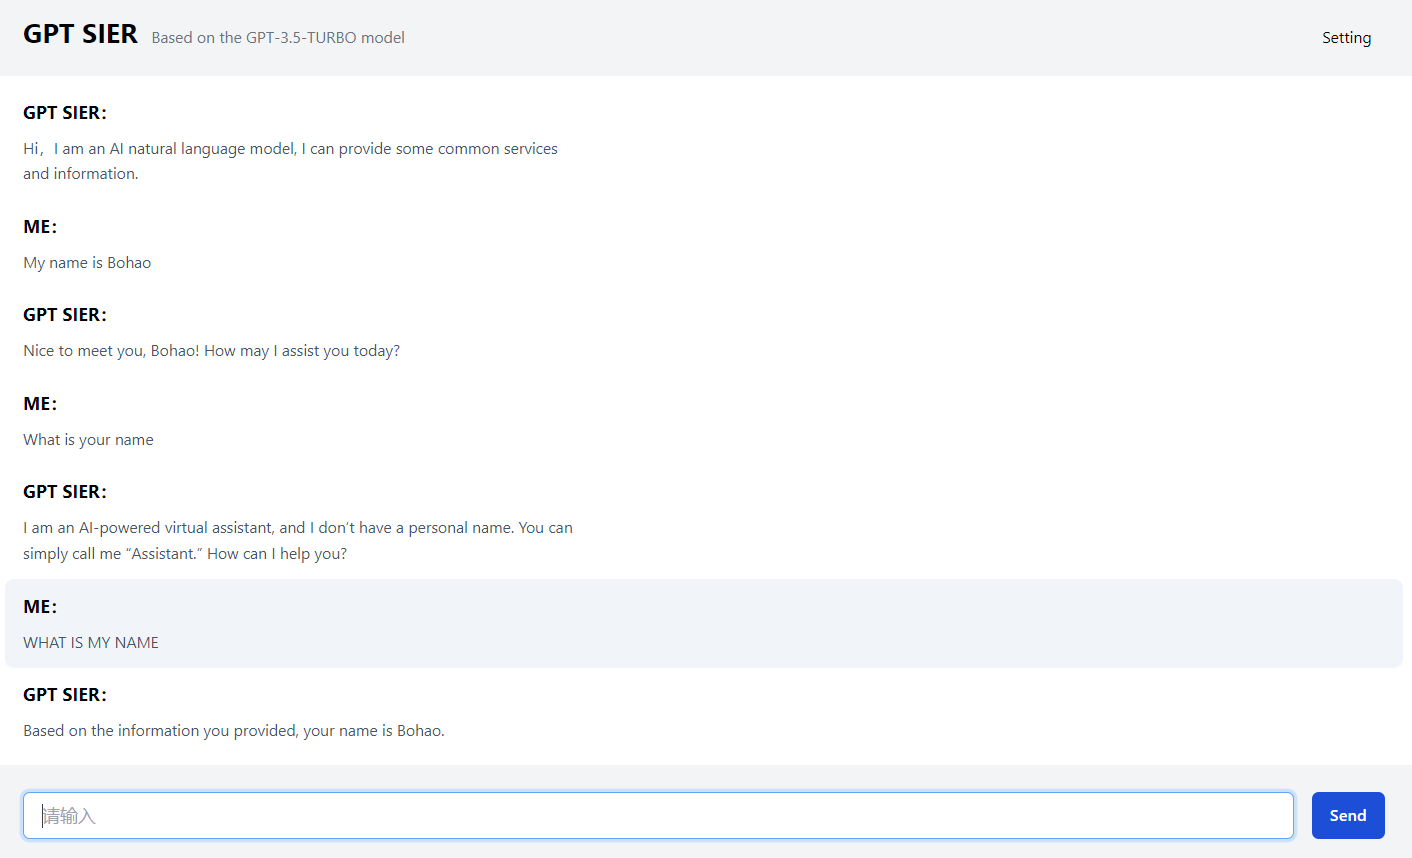 GPT SIER Based on the GPT-3.5-TURBO model
Setting
GPT SIER:
Hi，I am an AI natural language model, I can provide some common services
and information.
ME:
My name is Bohao
GPT SIER:
Nice to meet you, Bohao! How may I assist you today?
ME:
What is your name
GPT SIER:
I am an AI-powered virtual assistant, and I don’t have a personal name. You can
simply call me “Assistant.” How can I help you?
ME:
WHAT IS MY NAME
GPT SIER:
Based on the information you provided, your name is Bohao.
请输入
Send